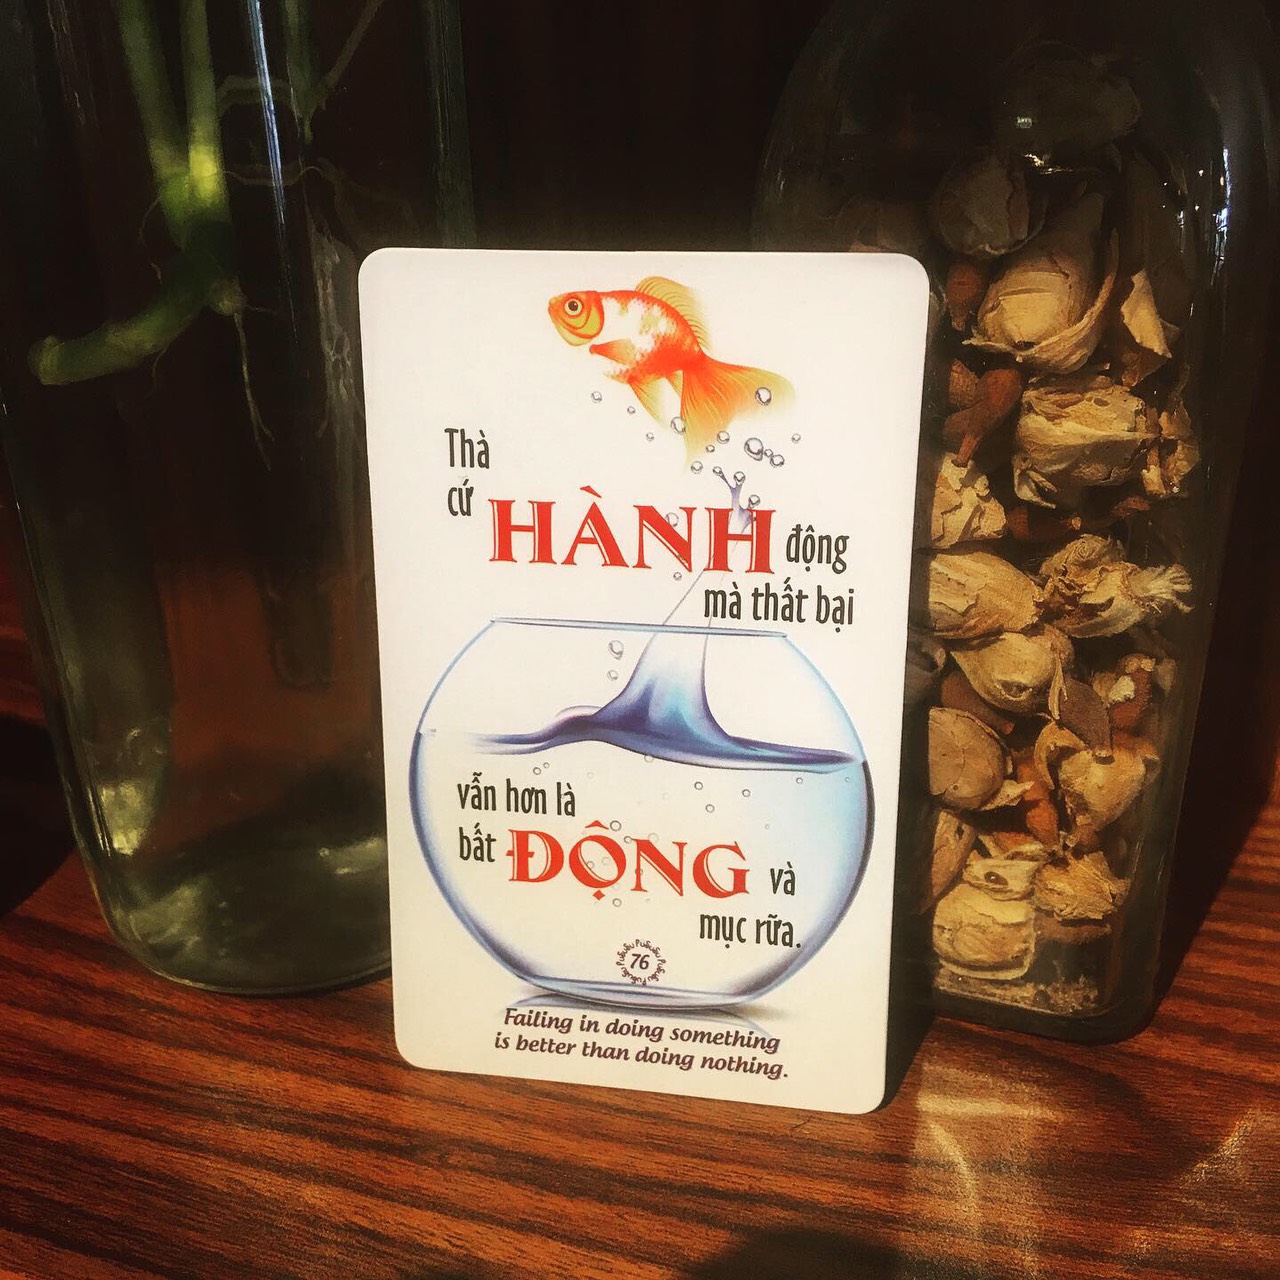 Thà
cứ HÀNH động
mà thất bại
vẫn hơn là
bất ĐỘNG và
mục rữa.
76
Failing in doing something
is better than doing nothing.